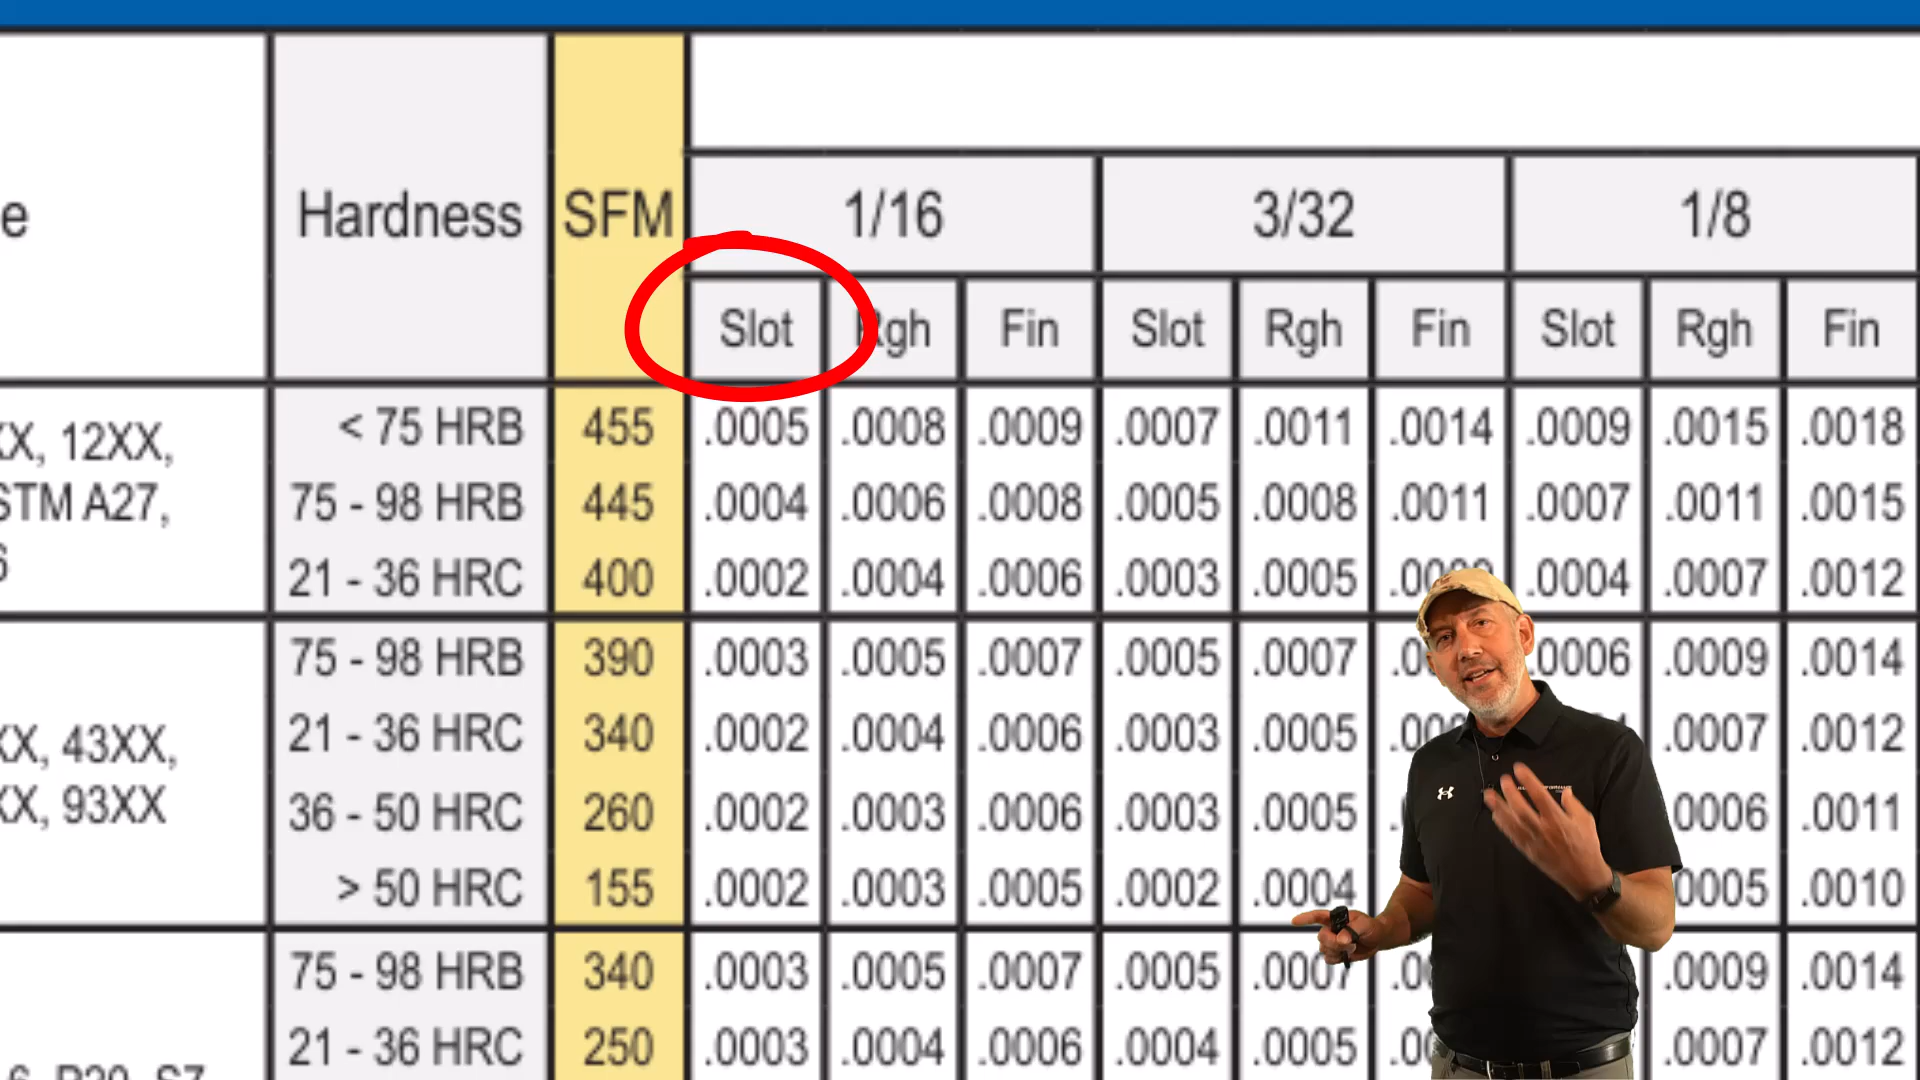 Hardness SFM 1/16 3/32 1/8
Slot Rgh Fin Slot Rgh Fin Slot Rgh Fin
XX, 12XX,
STM A27,
< 75 HRB 455 .0005 .0008 .0009 .0007 .0011 .0014 .0009 .0015 .0018
75 - 98 HRB 445 .0004 .0006 .0008 .0005 .0008 .0011 .0007 .0011 .0015
21 - 36 HRC 400 .0002 .0004 .0006 .0003 .0005 .0004 .0007 .0012
XX, 43XX,
XX, 93XX
75 - 98 HRB 390 .0003 .0005 .0007 .0005 .0007 .0006 .0009 .0014
21 - 36 HRC 340 .0002 .0004 .0006 .0003 .0005 .0007 .0012
36 - 50 HRC 260 .0002 .0003 .0006 .0003 .0005 .0006 .0011
> 50 HRC 155 .0002 .0003 .0005 .0002 .0004 .0005 .0010
75 - 98 HRB 340 .0003 .0005 .0007 .0005 .0007 .0009 .0014
21 - 36 HRC 250 .0003 .0004 .0006 .0004 .0005 .0007 .0012